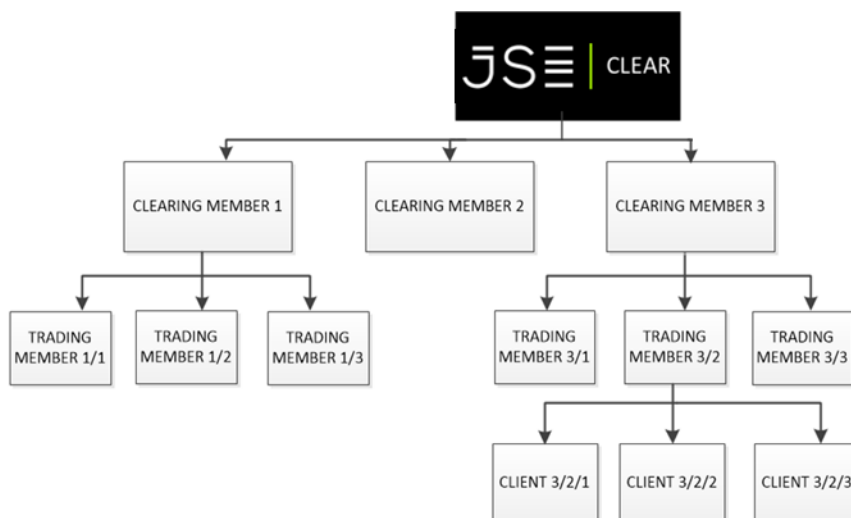 JSE | CLEAR
CLEARING MEMBER 1
CLEARING MEMBER 2
CLEARING MEMBER 3
TRADING
MEMBER 1/1
TRADING
MEMBER 1/2
TRADING
MEMBER 1/3
TRADING
MEMBER 3/1
TRADING
MEMBER 3/2
TRADING
MEMBER 3/3
CLIENT 3/2/1
CLIENT 3/2/2
CLIENT 3/2/3